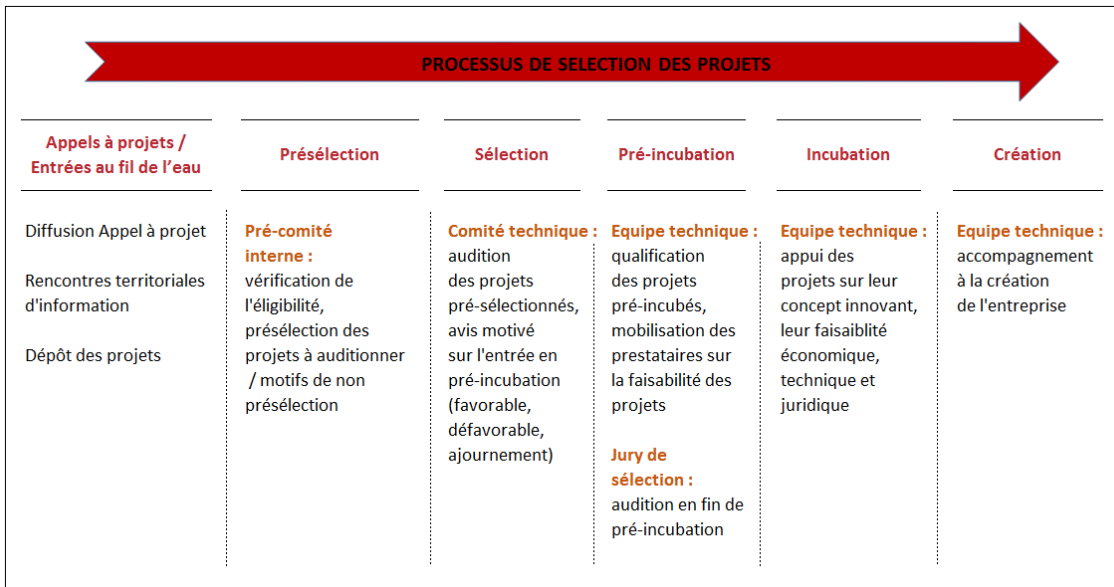 PROCESSUS DE SELECTION DES PROJETS
Appels à projets /
Entrées au fil de l'eau
Présélection
Sélection
Pré-incubation
Incubation
Création
Diffusion Appel à projet
Rencontres territoriales
d'information
Dépôt des projets
Pré-comité
interne :
vérification de
l'éligibilité,
présélection des
projets à auditionner
/ motifs de non
présélection
Comité technique :
audition
des projets
pré-sélectionnés,
avis motivé
sur l'entrée en
pré-incubation
(favorable,
défavorable,
ajournement)
Equipe technique :
qualification
des projets
pré-incubés,
mobilisation des
prestataires sur
la faisabilité des
projets
Jury de
sélection :
audition en fin de
pré-incubation
Equipe technique :
appui des
projets sur leur
concept innovant,
leur faisaiblité
économique,
technique et
juridique
Equipe technique :
accompagnement
à la création
de l'entreprise